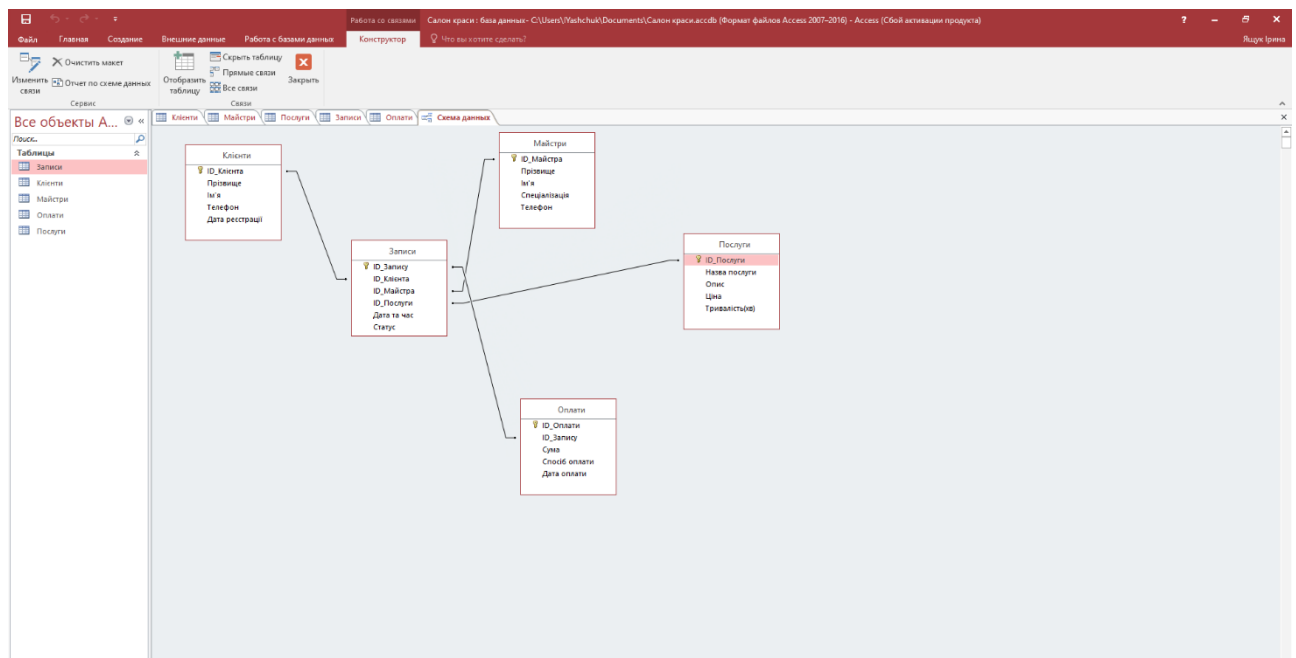 Работа со связами
Салон краси : база данных- C:\Users\IYashchuk\Documents\Салон краси.accdb (Формат файлов Access 2007–2016) - Access (Сбой активации продукта)
Файл Главная Создание Внешние данные Работа с базами данных Конструктор Что вы хотите сделать? Ящук Ірина
Изменить связи
Очистить макет
Отчет по схеме данных
Сервис
Отобразить таблицу
Скрыть таблицу
Прямые связи
Все связи
Закрыть
Связи
Все объекты A...
Поиск...
Таблицы
Записи
Клієнти
Майстри
Оплати
Послуги
Клієнти Майстри Послуги Записи Оплати Схема данных
Клієнти
ID_Клієнта
Прізвище
Ім'я
Телефон
Дата реєстрації
Майстри
ID_Майстра
Прізвище
Ім'я
Спеціалізація
Телефон
Записи
ID_Запису
ID_Клієнта
ID_Майстра
ID_Послуги
Дата та час
Статус
Послуги
ID_Послуги
Назва послуги
Опис
Ціна
Тривалість(хв)
Оплати
ID_Оплати
ID_Запису
Сума
Спосіб оплати
Дата оплати